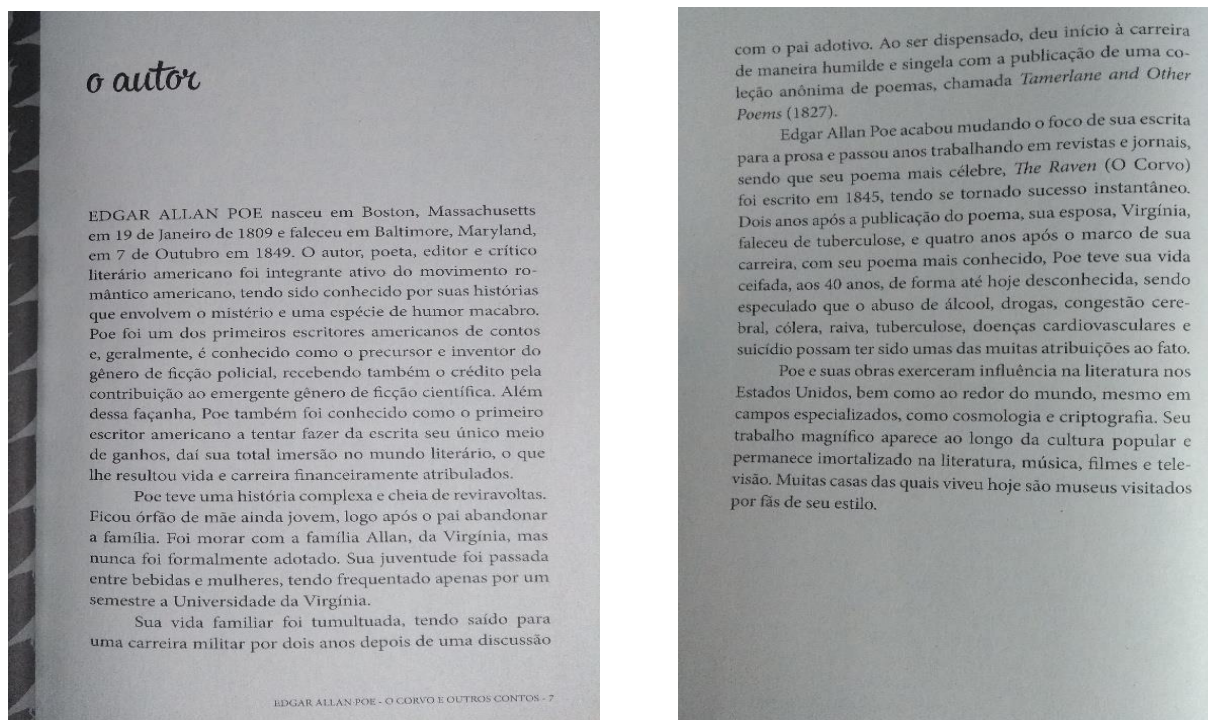 o autor
EDGAR ALLAN POE nasceu em Boston, Massachusetts
em 19 de Janeiro de 1809 e faleceu em Baltimore, Maryland,
em 7 de Outubro em 1849. O autor, poeta, editor e crítico
literário americano foi integrante ativo do movimento ro-
mântico americano, tendo sido conhecido por suas histórias
que envolvem o mistério e uma espécie de humor macabro.
Poe foi um dos primeiros escritores americanos de contos
e, geralmente, é conhecido como o precursor e inventor do
gênero de ficção policial, recebendo também o crédito pela
contribuição ao emergente gênero de ficção científica. Além
dessa façanha, Poe também foi conhecido como o primeiro
escritor americano a tentar fazer da escrita seu único meio
de ganhos, daí sua total imersão no mundo literário, o que
lhe resultou vida e carreira financeiramente atribulados.
Poe teve uma história complexa e cheia de reviravoltas.
Ficou órfão de mãe ainda jovem, logo após o pai abandonar
a família. Foi morar com a família Allan, da Virgínia, mas
nunca foi formalmente adotado. Sua juventude foi passada
entre bebidas e mulheres, tendo frequentado apenas por um
semestre a Universidade da Virgínia.
Sua vida familiar foi tumultuada, tendo saído para
uma carreira militar por dois anos depois de uma discussão
EDGAR ALLAN POE - O CORVO E OUTROS CONTOS - 7
com o pai adotivo. Ao ser dispensado, deu início à carreira
de maneira humilde e singela com a publicação de uma co-
leção anônima de poemas, chamada Tamerlane and Other
Poems (1827).
Edgar Allan Poe acabou mudando o foco de sua escrita
para a prosa e passou anos trabalhando em revistas e jornais,
sendo que seu poema mais célebre, The Raven (O Corvo)
foi escrito em 1845, tendo se tornado sucesso instantâneo.
Dois anos após a publicação do poema, sua esposa, Virgínia,
faleceu de tuberculose, e quatro anos após o marco de sua
carreira, com seu poema mais conhecido, Poe teve sua vida
ceifada, aos 40 anos, de forma até hoje desconhecida, sendo
especulado que o abuso de álcool, drogas, congestão cere-
bral, cólera, raiva, tuberculose, doenças cardiovasculares e
suicídio possam ter sido umas das muitas atribuições ao fato.
Poe e suas obras exerceram influência na literatura nos
Estados Unidos, bem como ao redor do mundo, mesmo em
campos especializados, como cosmologia e criptografia. Seu
trabalho magnífico aparece ao longo da cultura popular e
permanece imortalizado na literatura, música, filmes e tele-
visão. Muitas casas das quais viveu hoje são museus visitados
por fãs de seu estilo.